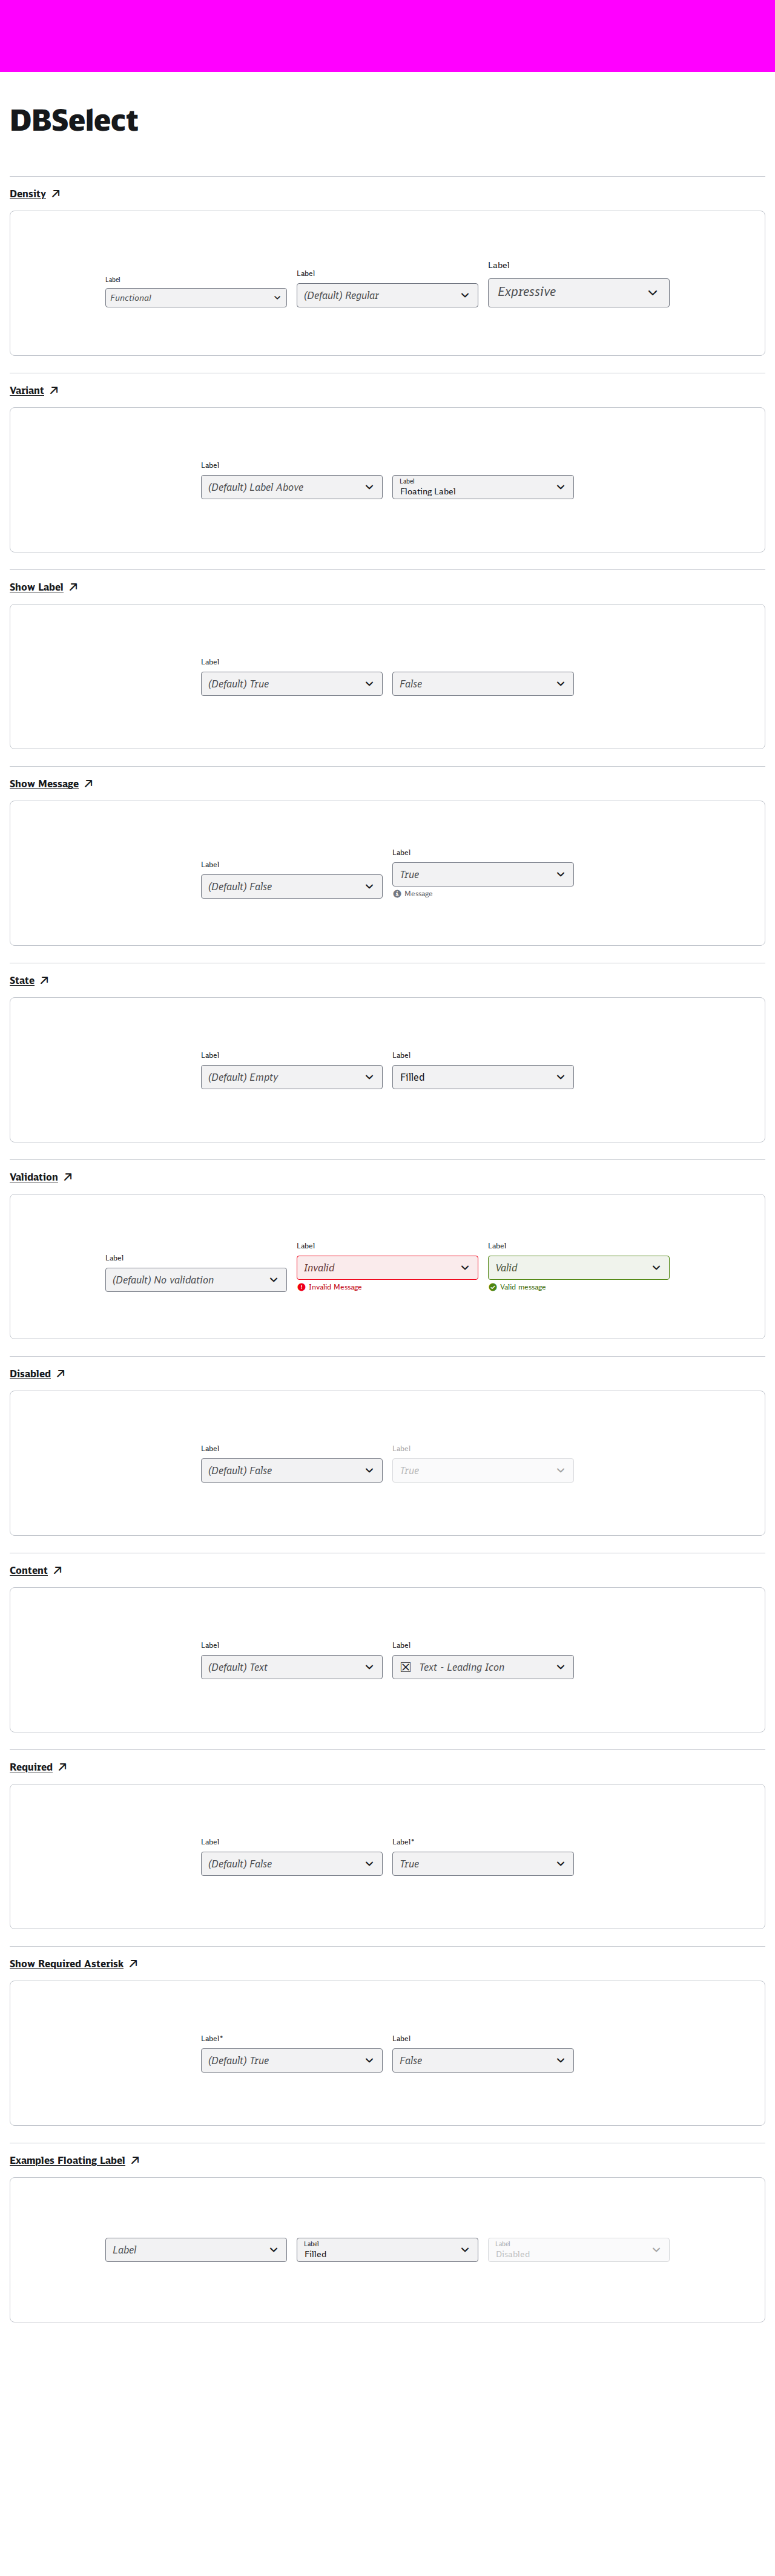 DBSelect
Density
Label
Functional
Label
(Default) Regular
Label
Expressive
Variant
Label
(Default) Label Above
Label
Floating Label
Show Label
Label
(Default) True
False
Show Message
Label
(Default) False
Label
True
Message
State
Label
(Default) Empty
Label
Filled
Validation
Label
(Default) No validation
Label
Invalid
Invalid Message
Label
Valid
Valid message
Disabled
Label
(Default) False
Label
True
Content
Label
(Default) Text
Label
Text - Leading Icon
Required
Label
(Default) False
Label*
True
Show Required Asterisk
Label*
(Default) True
Label
False
Examples Floating Label
Label
Label
Filled
Label
Disabled